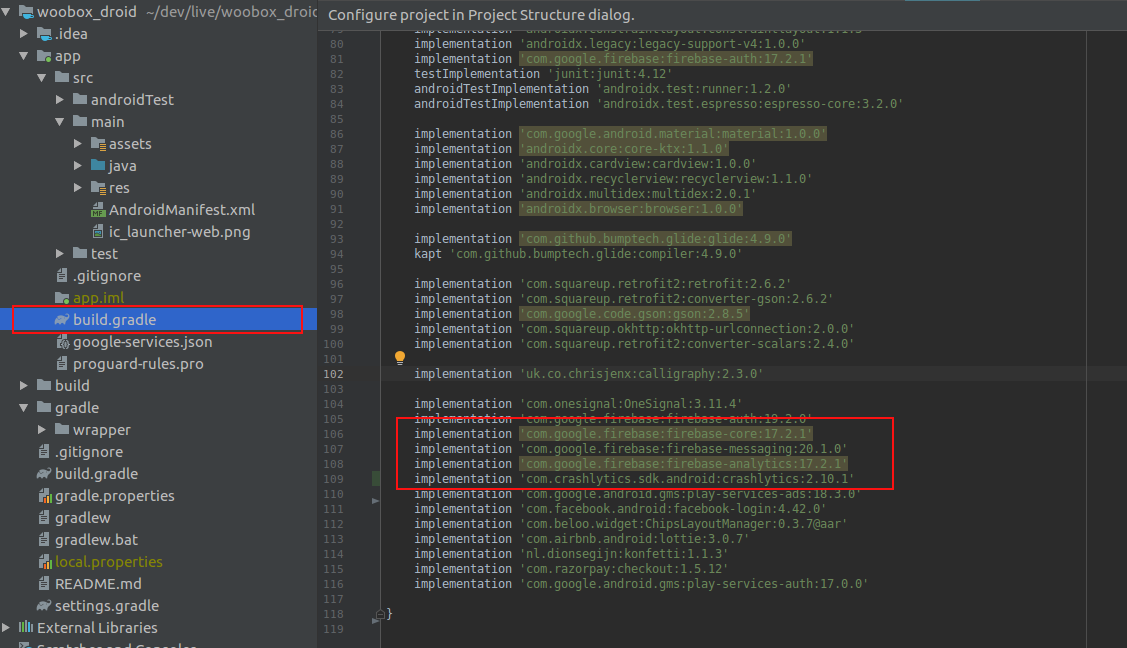 woobox_droid ~/dev/live/woobox_droid
.idea
app
src
androidTest
main
assets
java
res
AndroidManifest.xml
ic_launcher-web.png
test
.gitignore
app.iml
build.gradle
google-services.json
proguard-rules.pro
build
gradle
wrapper
.gitignore
build.gradle
gradle.properties
gradlew
gradlew.bat
local.properties
README.md
settings.gradle
External Libraries
Scratches and Consoles
Configure project in Project Structure dialog.
80 implementation 'androidx.legacy:legacy-support-v4:1.0.0'
81 implementation 'com.google.firebase:firebase-auth:17.2.1'
82 testImplementation 'junit:junit:4.12'
83 androidTestImplementation 'androidx.test:runner:1.2.0'
84 androidTestImplementation 'androidx.test.espresso:espresso-core:3.2.0'
85
86 implementation 'com.google.android.material:material:1.0.0'
87 implementation 'androidx.core:core-ktx:1.1.0'
88 implementation 'androidx.cardview:cardview:1.0.0'
89 implementation 'androidx.recyclerview:recyclerview:1.1.0'
90 implementation 'androidx.multidex:multidex:2.0.1'
91 implementation 'androidx.browser:browser:1.0.0'
92
93 implementation 'com.github.bumptech.glide:glide:4.9.0'
94 kapt 'com.github.bumptech.glide:compiler:4.9.0'
95
96 implementation 'com.squareup.retrofit2:retrofit:2.6.2'
97 implementation 'com.squareup.retrofit2:converter-gson:2.6.2'
98 implementation 'com.google.code.gson:gson:2.8.5'
99 implementation 'com.squareup.okhttp:okhttp-urlconnection:2.0.0'
100 implementation 'com.squareup.retrofit2:converter-scalars:2.4.0'
101
102 implementation 'uk.co.chrisjenx:calligraphy:2.3.0'
103
104 implementation 'com.onesignal:OneSignal:3.11.4'
105 implementation 'com.google.firebase:firebase-auth:19.2.0'
106 implementation 'com.google.firebase:firebase-core:17.2.1'
107 implementation 'com.google.firebase:firebase-messaging:20.1.0'
108 implementation 'com.google.firebase:firebase-analytics:17.2.1'
109 implementation 'com.crashlytics.sdk.android:crashlytics:2.10.1'
110 implementation 'com.google.android.gms:play-services-ads:18.3.0'
111 implementation 'com.facebook.android:facebook-login:4.42.0'
112 implementation 'com.beloo.widget:ChipsLayoutManager:0.3.7@aar'
113 implementation 'com.airbnb.android:lottie:3.0.7'
114 implementation 'nl.dionsegijn:konfetti:1.1.3'
115 implementation 'com.razorpay:checkout:1.5.12'
116 implementation 'com.google.android.gms:play-services-auth:17.0.0'
117
118 }
119